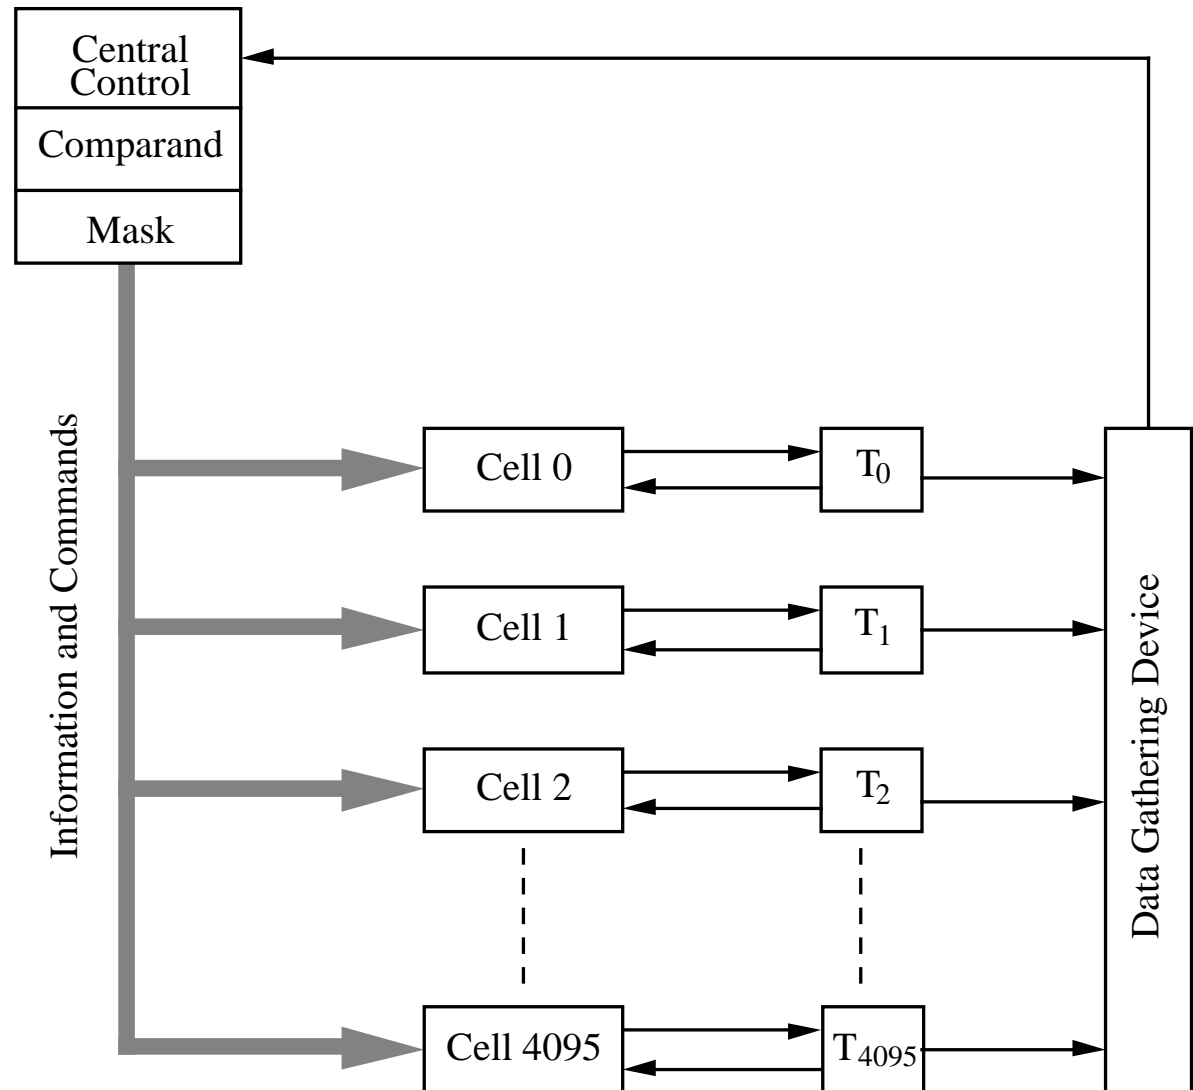 Central
Control
Comparand
Mask
Information and Commands
Cell 0
T0
Cell 1
T1
Cell 2
T2
Cell 4095
T4095
Data Gathering Device